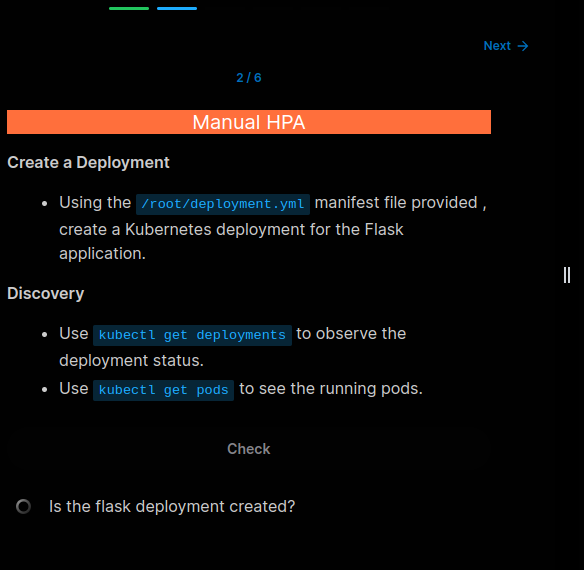 Next →
2 / 6
Manual HPA
Create a Deployment
• Using the /root/deployment.yml manifest file provided ,
create a Kubernetes deployment for the Flask
application.
Discovery
• Use kubectl get deployments to observe the
deployment status.
• Use kubectl get pods to see the running pods.
Check
Is the flask deployment created?